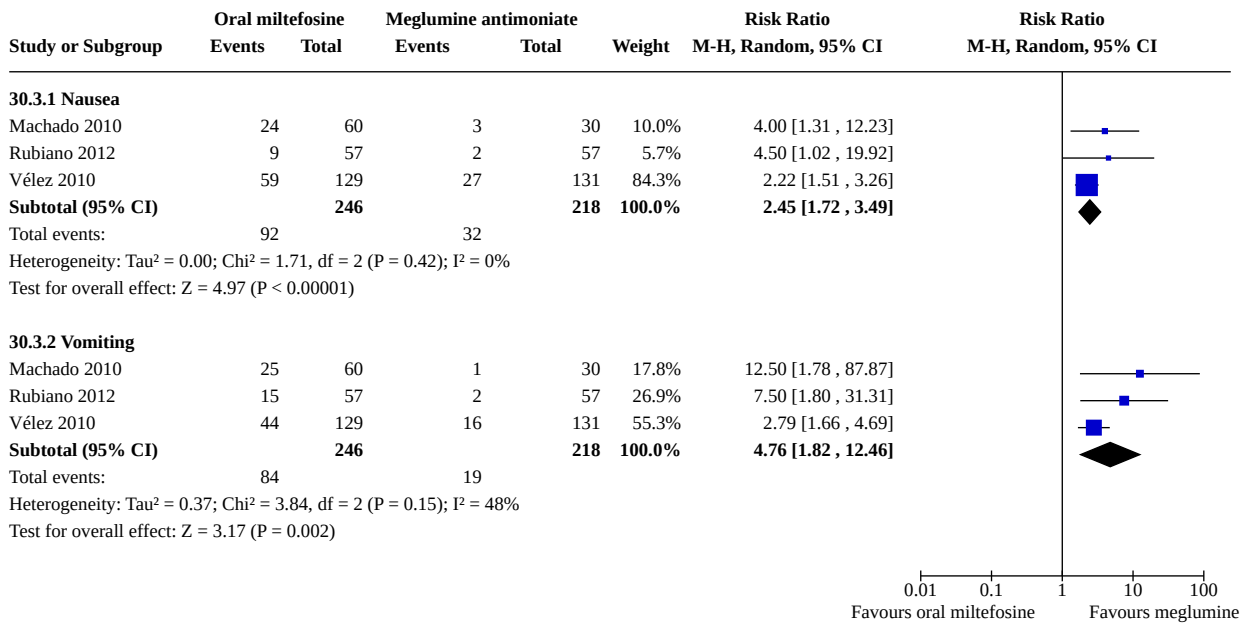 Oral miltefosine Meglumine antimoniate Risk Ratio Risk Ratio
Study or Subgroup Events Total Events Total Weight M-H, Random, 95% CI M-H, Random, 95% CI
30.3.1 Nausea
Machado 2010 24 60 3 30 10.0% 4.00 [1.31 , 12.23]
Rubiano 2012 9 57 2 57 5.7% 4.50 [1.02 , 19.92]
Vélez 2010 59 129 27 131 84.3% 2.22 [1.51 , 3.26]
Subtotal (95% CI) 246 218 100.0% 2.45 [1.72 , 3.49]
Total events: 92 32
Heterogeneity: Tau² = 0.00; Chi² = 1.71, df = 2 (P = 0.42); I² = 0%
Test for overall effect: Z = 4.97 (P < 0.00001)
30.3.2 Vomiting
Machado 2010 25 60 1 30 17.8% 12.50 [1.78 , 87.87]
Rubiano 2012 15 57 2 57 26.9% 7.50 [1.80 , 31.31]
Vélez 2010 44 129 16 131 55.3% 2.79 [1.66 , 4.69]
Subtotal (95% CI) 246 218 100.0% 4.76 [1.82 , 12.46]
Total events: 84 19
Heterogeneity: Tau² = 0.37; Chi² = 3.84, df = 2 (P = 0.15); I² = 48%
Test for overall effect: Z = 3.17 (P = 0.002)
0.01 0.1 1 10 100
Favours oral miltefosine Favours meglumine